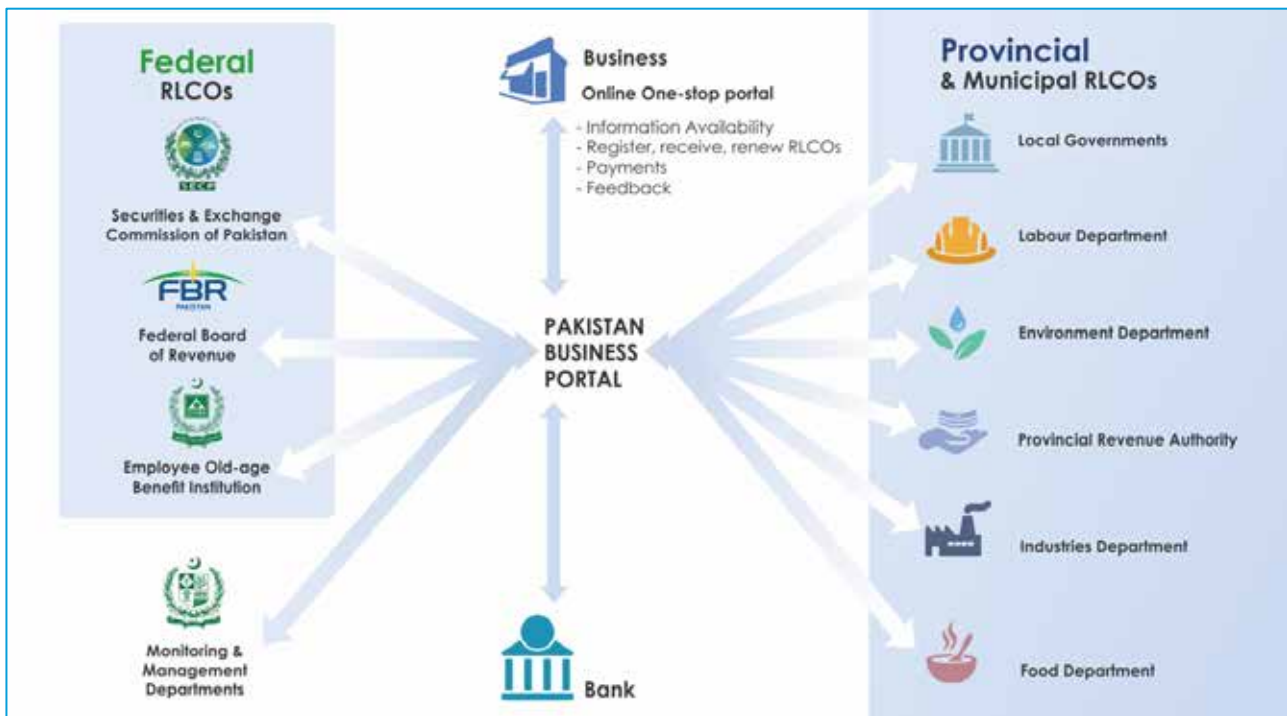 Federal
RLCOs
SECP
Securities & Exchange
Commission of Pakistan
FBR
PAKISTAN
Federal Board
of Revenue
Employee Old-age
Benefit Institution
Monitoring &
Management
Departments
Business
Online One-stop portal
- Information Availability
- Register, receive, renew RLCOs
- Payments
- Feedback
PAKISTAN
BUSINESS
PORTAL
Bank
Provincial
& Municipal RLCOs
Local Governments
Labour Department
Environment Department
Provincial Revenue Authority
Industries Department
Food Department